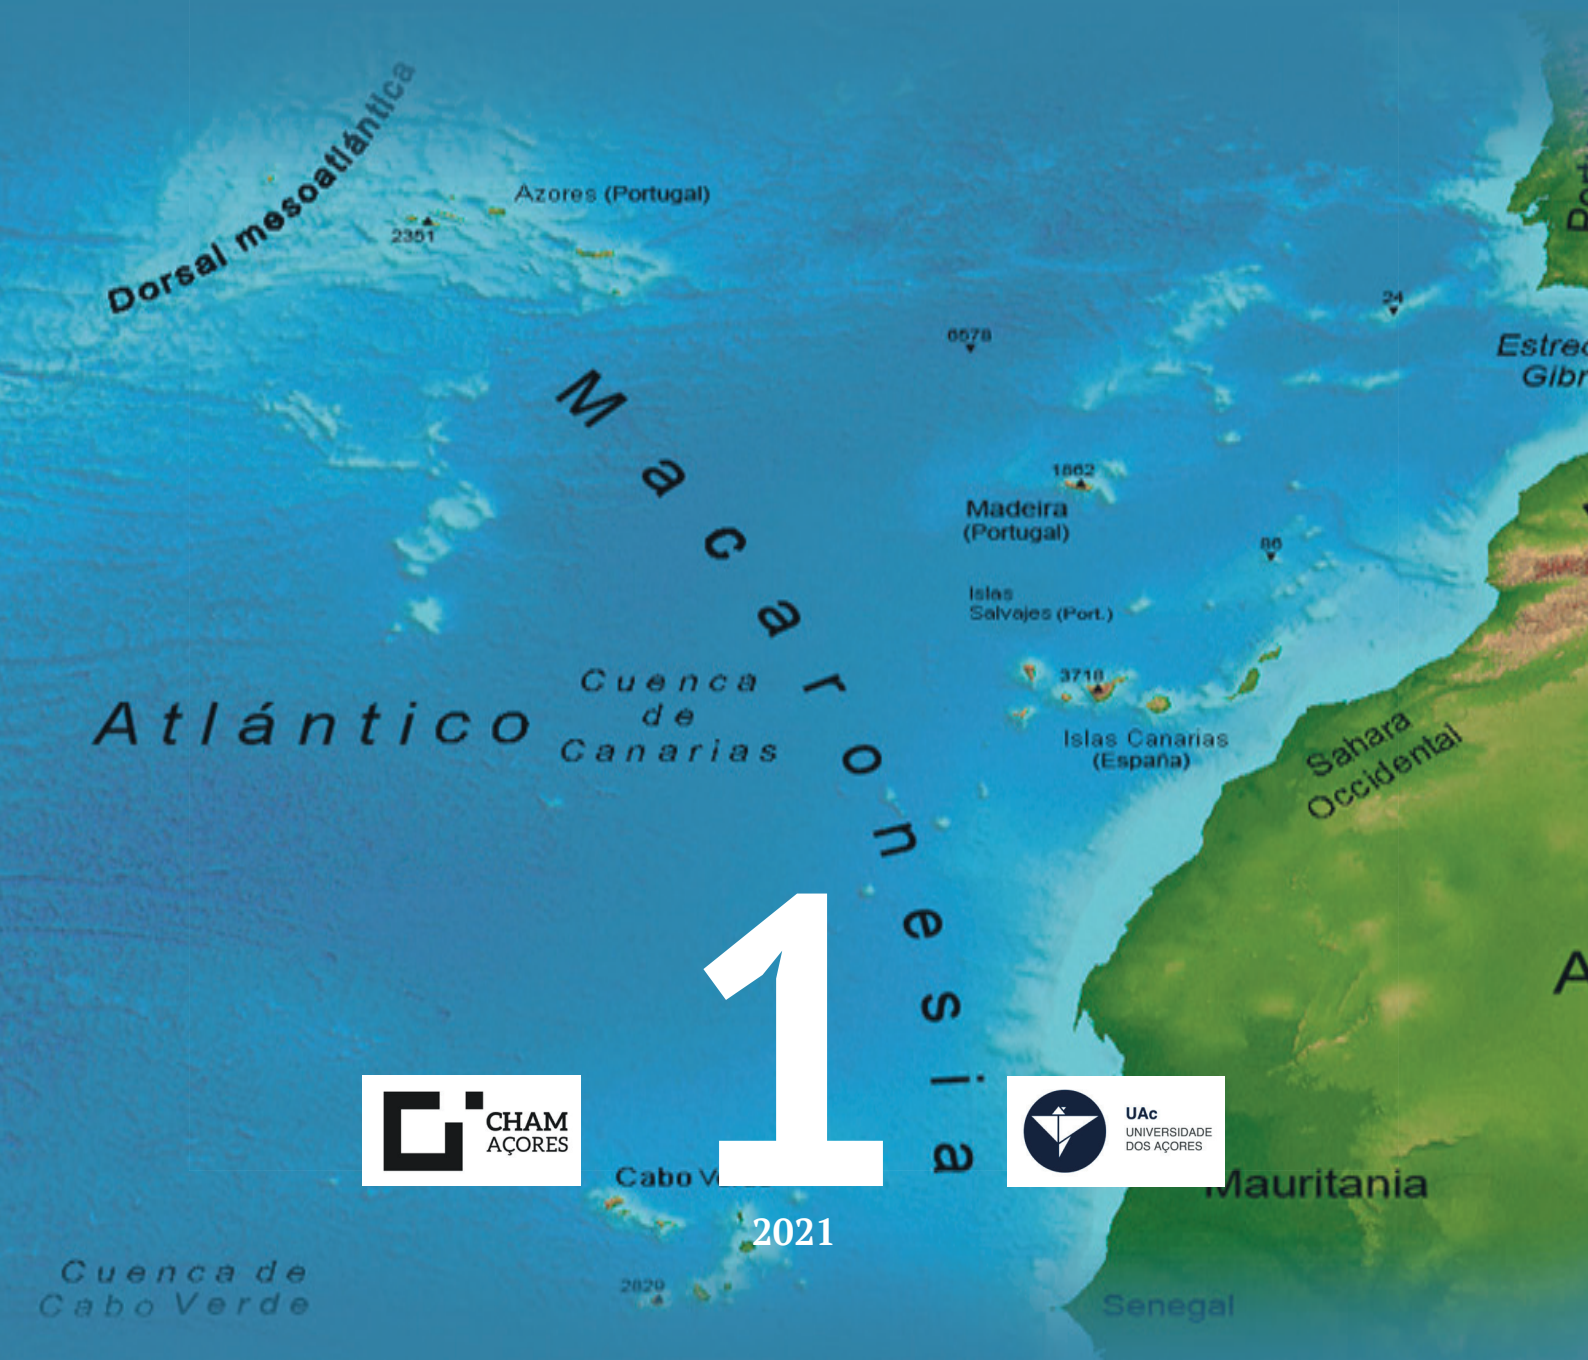 Dorsal mesoatlántica
Azores (Portugal)
2351
24
6578
Estrec
Gibr
Macaronesia
1862
Madeira
(Portugal)
86
Islas
Salvajes (Port.)
3718
Islas Canarias
(España)
Cuenca
de
Canarias
Atlántico
Sahara
Occidental
A
1
CHAM
AÇORES
UAc
UNIVERSIDADE
DOS AÇORES
Cabo V
Mauritania
2021
2829
Cuenca de
Cabo Verde
Senegal